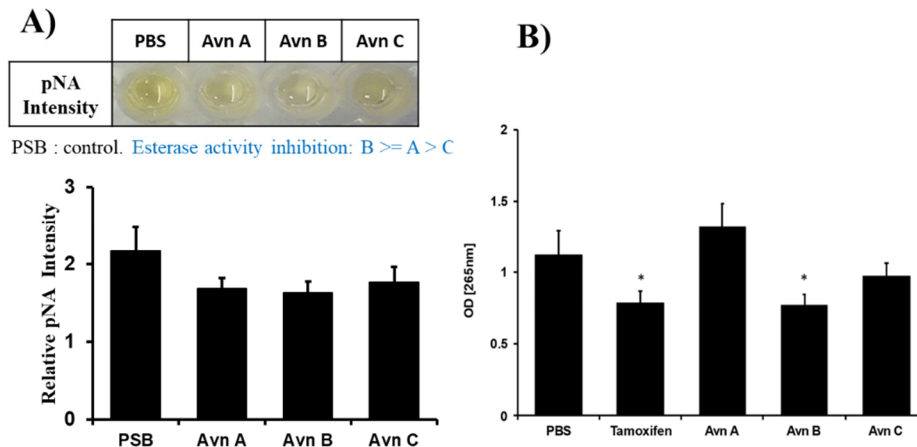 A)
PBS Avn A Avn B Avn C
pNA
Intensity
PSB : control. Esterase activity inhibition: B >= A > C
Relative pNA Intensity
3
2
1
0
PSB Avn A Avn B Avn C
B)
OD [265nm]
2
1.5
1
0.5
0
* *
PBS Tamoxifen Avn A Avn B Avn C